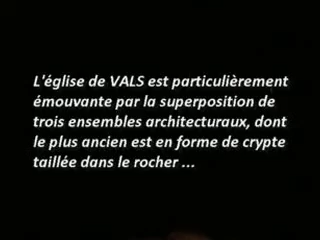 L'église de VALS est particulièrement
émouvante par la superposition de
trois ensembles architecturaux, dont
le plus ancien est en forme de crypte
taillée dans le rocher ...